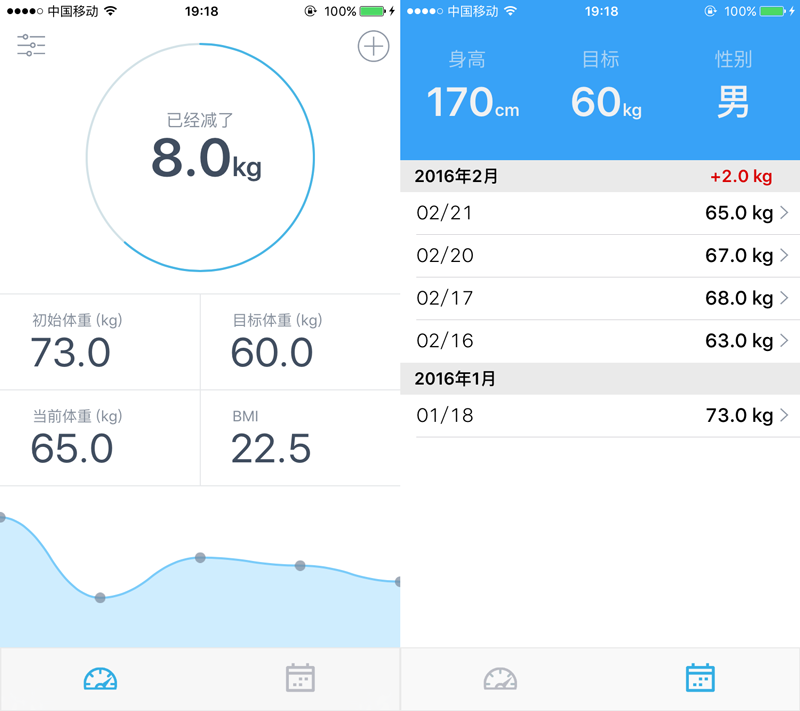 中国移动 19:18 100%
已经减了
8.0kg
初始体重 (kg) 目标体重 (kg)
73.0 60.0
当前体重 (kg) BMI
65.0 22.5
中国移动 19:18 100%
身高 目标 性别
170cm 60kg 男
2016年2月 +2.0 kg
02/21 65.0 kg
02/20 67.0 kg
02/17 68.0 kg
02/16 63.0 kg
2016年1月
01/18 73.0 kg